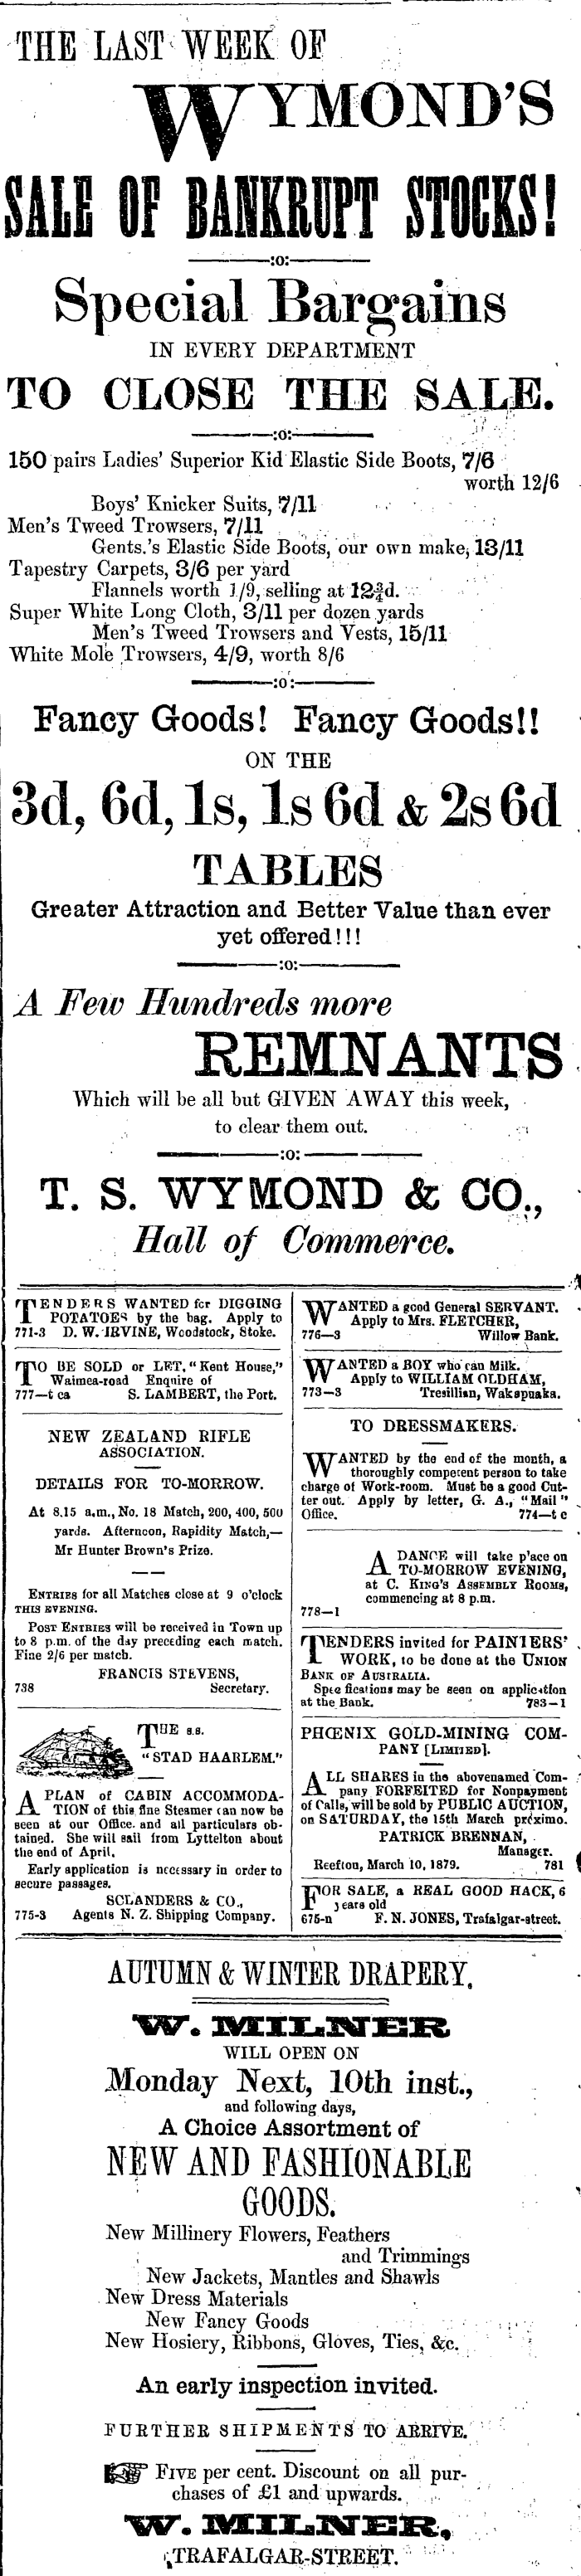 THE LAST WEEK OF
WYMOND'S
SALE OF BANKRUPT STOCKS!
:o:
Special Bargains
IN EVERY DEPARTMENT
TO CLOSE THE SALE.
:o:
150 pairs Ladies' Superior Kid Elastic Side Boots, 7/6
worth 12/6
Boys' Knicker Suits, 7/11
Men's Tweed Trowsers, 7/11
Gents.'s Elastic Side Boots, our own make, 13/11
Tapestry Carpets, 3/6 per yard
Flannels worth 1/9, selling at 12¾d.
Super White Long Cloth, 3/11 per dozen yards
Men's Tweed Trowsers and Vests, 15/11
White Mole Trowsers, 4/9, worth 8/6
:o:
Fancy Goods! Fancy Goods!!
ON THE
3d, 6d, 1s, 1s 6d & 2s 6d
TABLES
Greater Attraction and Better Value than ever
yet offered!!!
:o:
A Few Hundreds more
REMNANTS
Which will be all but GIVEN AWAY this week,
to clear them out.
:o:
T. S. WYMOND & CO.,
Hall of Commerce.
TENDERS WANTED for DIGGING
POTATOES by the bag. Apply to
771-3 D. W. IRVINE, Woodstock, Stoke.
TO BE SOLD or LET, "Kent House,"
Waimea-road Enquire of
777—t ca S. LAMBERT, the Port.
NEW ZEALAND RIFLE
ASSOCIATION.
DETAILS FOR TO-MORROW.
At 8.15 a.m., No. 18 Match, 200, 400, 500
yards. Afternoon, Rapidity Match,—
Mr Hunter Brown's Prize.
ENTRIES for all Matches close at 9 o'clock
THIS EVENING.
POST ENTRIES will be received in Town up
to 8 p.m. of the day preceding each match.
Fine 2/6 per match.
FRANCIS STEVENS,
738 Secretary.
THE s.s.
"STAD HAARLEM."
A PLAN of CABIN ACCOMMODA-
TION of this fine Steamer can now be
seen at our Office and all particulars ob-
tained. She will sail from Lyttelton about
the end of April.
Early application is necessary in order to
secure passages.
SCLANDERS & CO.,
775-3 Agents N. Z. Shipping Company.
WANTED a good General SERVANT.
Apply to Mrs. FLETCHER,
776—3 Willow Bank.
WANTED a BOY who can Milk.
Apply to WILLIAM OLDHAM,
773—3 Tresillian, Wakapuaka.
TO DRESSMAKERS.
WANTED by the end of the month, a
thoroughly competent person to take
charge of Work-room. Must be a good Cut-
ter out. Apply by letter, G. A., "Mail"
Office. 774—t c
A DANCE will take place on
TO-MORROW EVENING,
at C. KING'S ASSEMBLY ROOMS,
commencing at 8 p.m.
778—1
TENDERS invited for PAINTERS'
WORK, to be done at the UNION
BANK OF AUSTRALIA.
Specifications may be seen on application
at the Bank. 783—1
PHŒNIX GOLD-MINING COM-
PANY [LIMITED].
ALL SHARES in the abovenamed Com-
pany FORFEITED for Nonpayment
of Calls, will be sold by PUBLIC AUCTION,
on SATURDAY, the 15th March proximo.
PATRICK BRENNAN,
Manager.
Reefton, March 10, 1879. 781
FOR SALE, a REAL GOOD HACK, 6
years old
675-n F. N. JONES, Trafalgar-street.
AUTUMN & WINTER DRAPERY.
W. MILNER
WILL OPEN ON
Monday Next, 10th inst.,
and following days,
A Choice Assortment of
NEW AND FASHIONABLE
GOODS.
New Millinery Flowers, Feathers
and Trimmings
New Jackets, Mantles and Shawls
New Dress Materials
New Fancy Goods
New Hosiery, Ribbons, Gloves, Ties, &c.
An early inspection invited.
FURTHER SHIPMENTS TO ARRIVE.
☞ FIVE per cent. Discount on all pur-
chases of £1 and upwards.
W. MILNER,
TRAFALGAR-STREET.